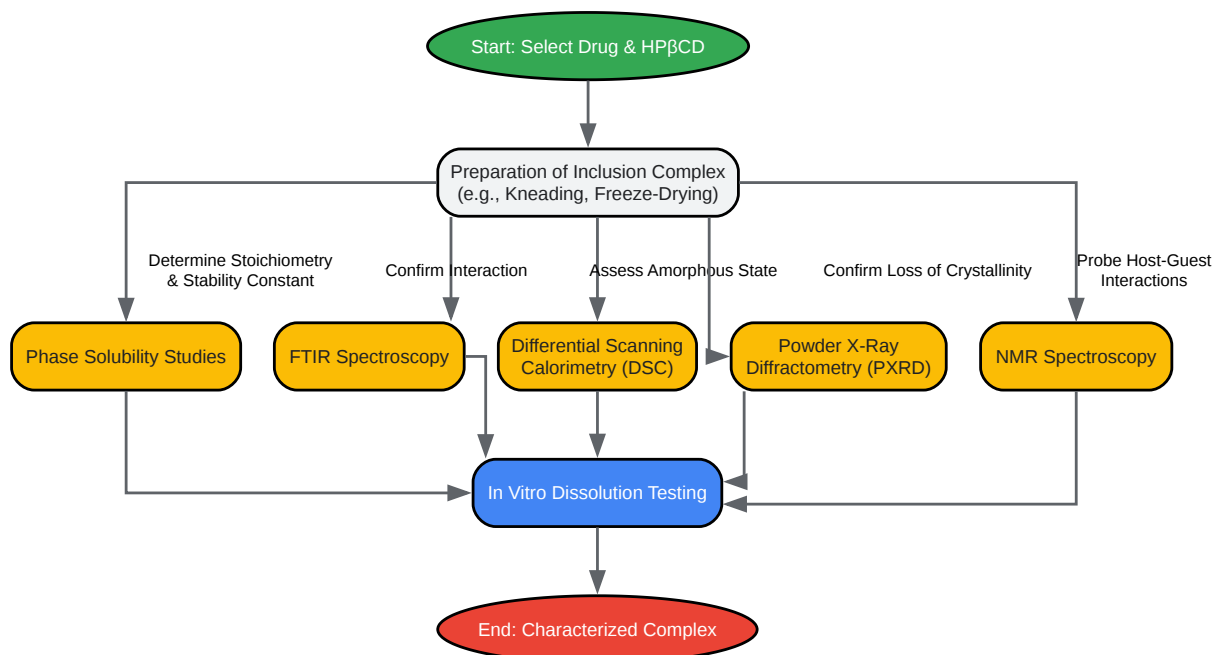 Start: Select Drug & HPβCD
Preparation of Inclusion Complex
(e.g., Kneading, Freeze-Drying)
Determine Stoichiometry
& Stability Constant
Confirm Interaction
Assess Amorphous State
Confirm Loss of Crystallinity
Probe Host-Guest
Interactions
Phase Solubility Studies
FTIR Spectroscopy
Differential Scanning
Calorimetry (DSC)
Powder X-Ray
Diffractometry (PXRD)
NMR Spectroscopy
In Vitro Dissolution Testing
End: Characterized Complex